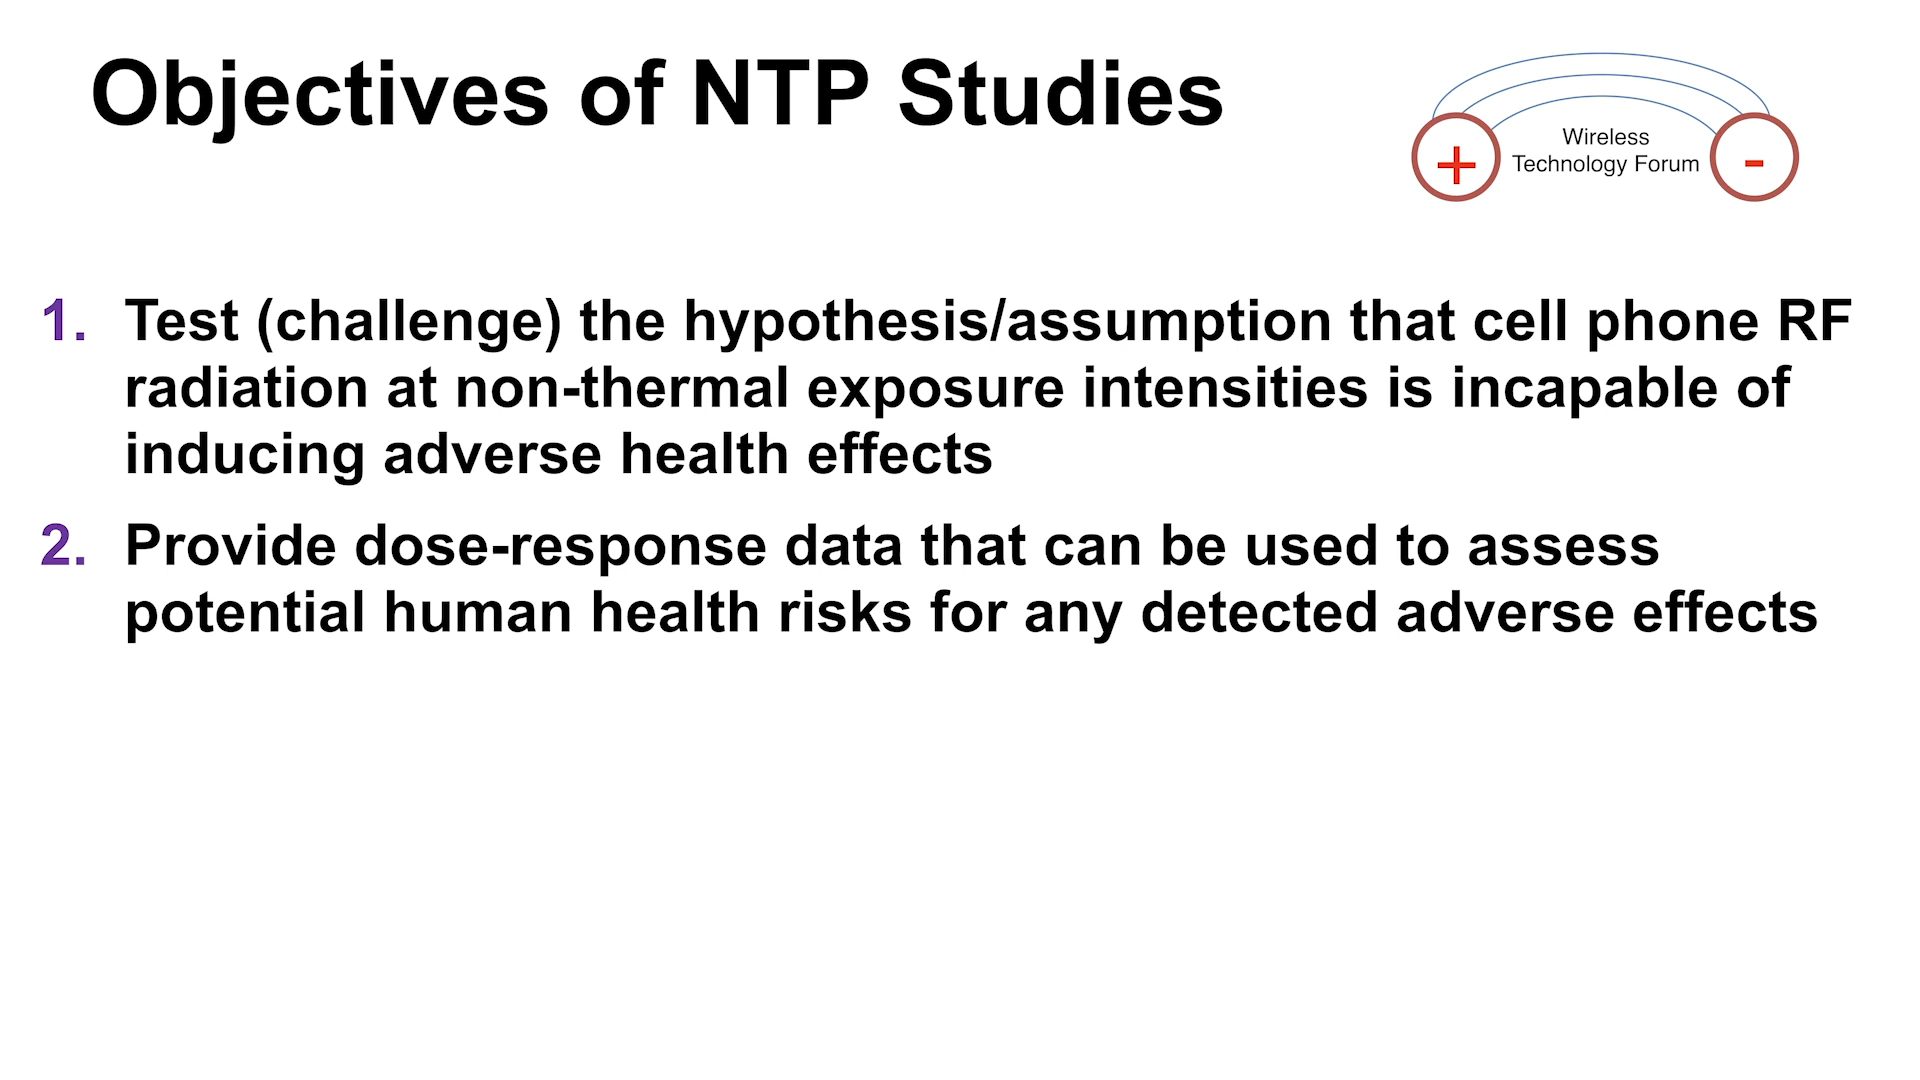 Objectives of NTP Studies
+
Wireless
Technology Forum
-
1. Test (challenge) the hypothesis/assumption that cell phone RF
radiation at non-thermal exposure intensities is incapable of
inducing adverse health effects
2. Provide dose-response data that can be used to assess
potential human health risks for any detected adverse effects